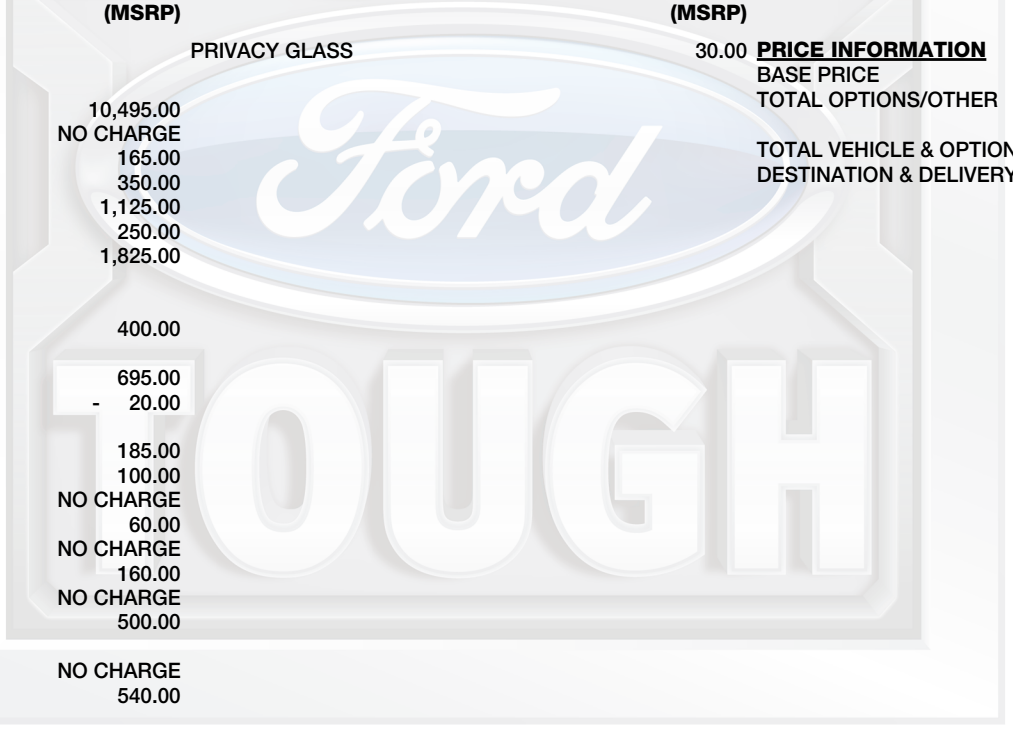 (MSRP) (MSRP)
PRIVACY GLASS 30.00 PRICE INFORMATION
BASE PRICE
TOTAL OPTIONS/OTHER
10,495.00
NO CHARGE
165.00 TOTAL VEHICLE & OPTION
350.00 DESTINATION & DELIVERY
1,125.00
250.00
1,825.00
400.00
695.00
- 20.00
185.00
100.00
NO CHARGE
60.00
NO CHARGE
160.00
NO CHARGE
500.00
NO CHARGE
540.00
Ford
TOUGH